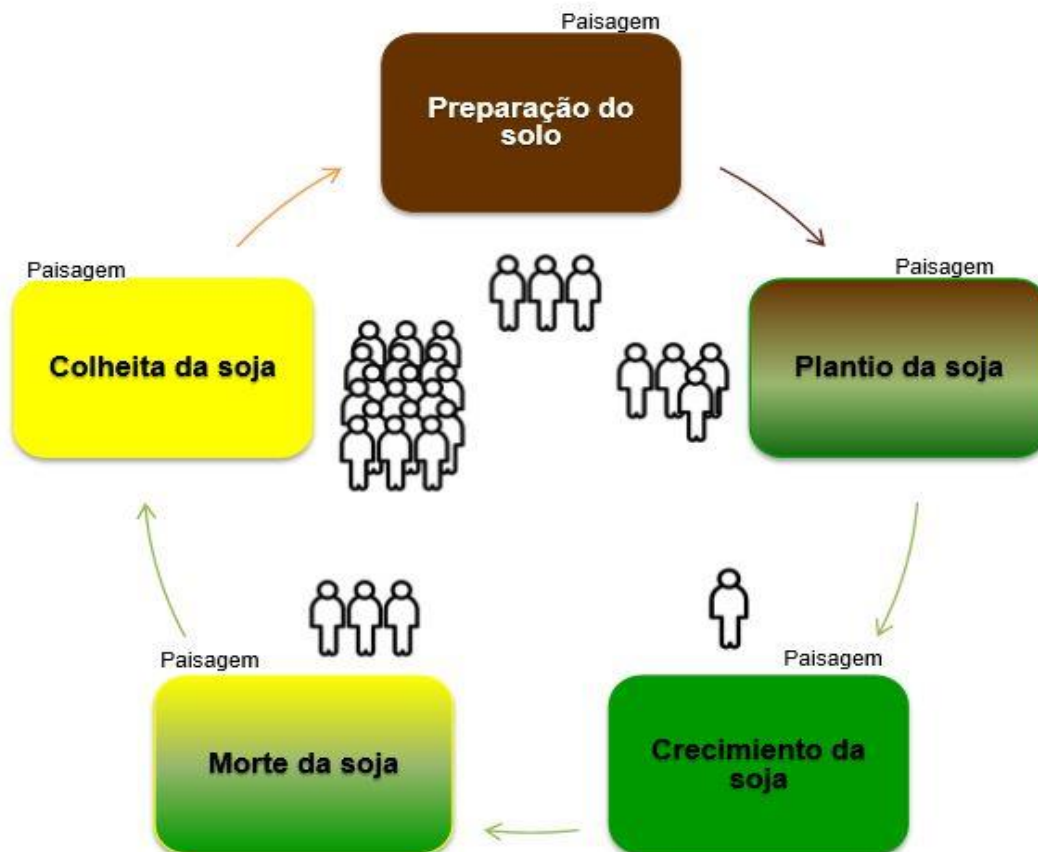 Paisagem
Preparação do
solo
Paisagem
Plantio da soja
Paisagem
Crecimiento da
soja
Paisagem
Morte da soja
Paisagem
Colheita da soja